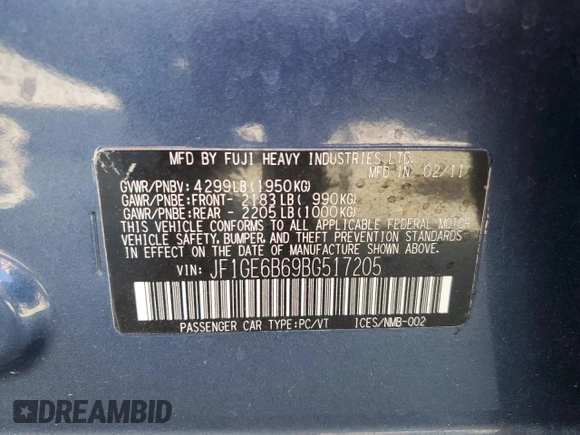 MFD BY FUJI HEAVY INDUSTRIES,LTD.
MFD IN 02/11
GVWR/PNBV: 4299LB(1950KG)
GAWR/PNBE:FRONT- 2183LB( 990KG)
GAWR/PNBE:REAR - 2205LB(1000KG)
THIS VEHICLE CONFORMS TO ALL APPLICABLE FEDERAL MOTOR
VEHICLE SAFETY, BUMPER, AND THEFT PREVENTION STANDARDS
IN EFFECT ON THE DATE OF MANUFACTURE SHOWN ABOVE.
VIN: JF1GE6B69BG517205
PASSENGER CAR TYPE:PC/VT ICES/NMB-002
DREAMBID